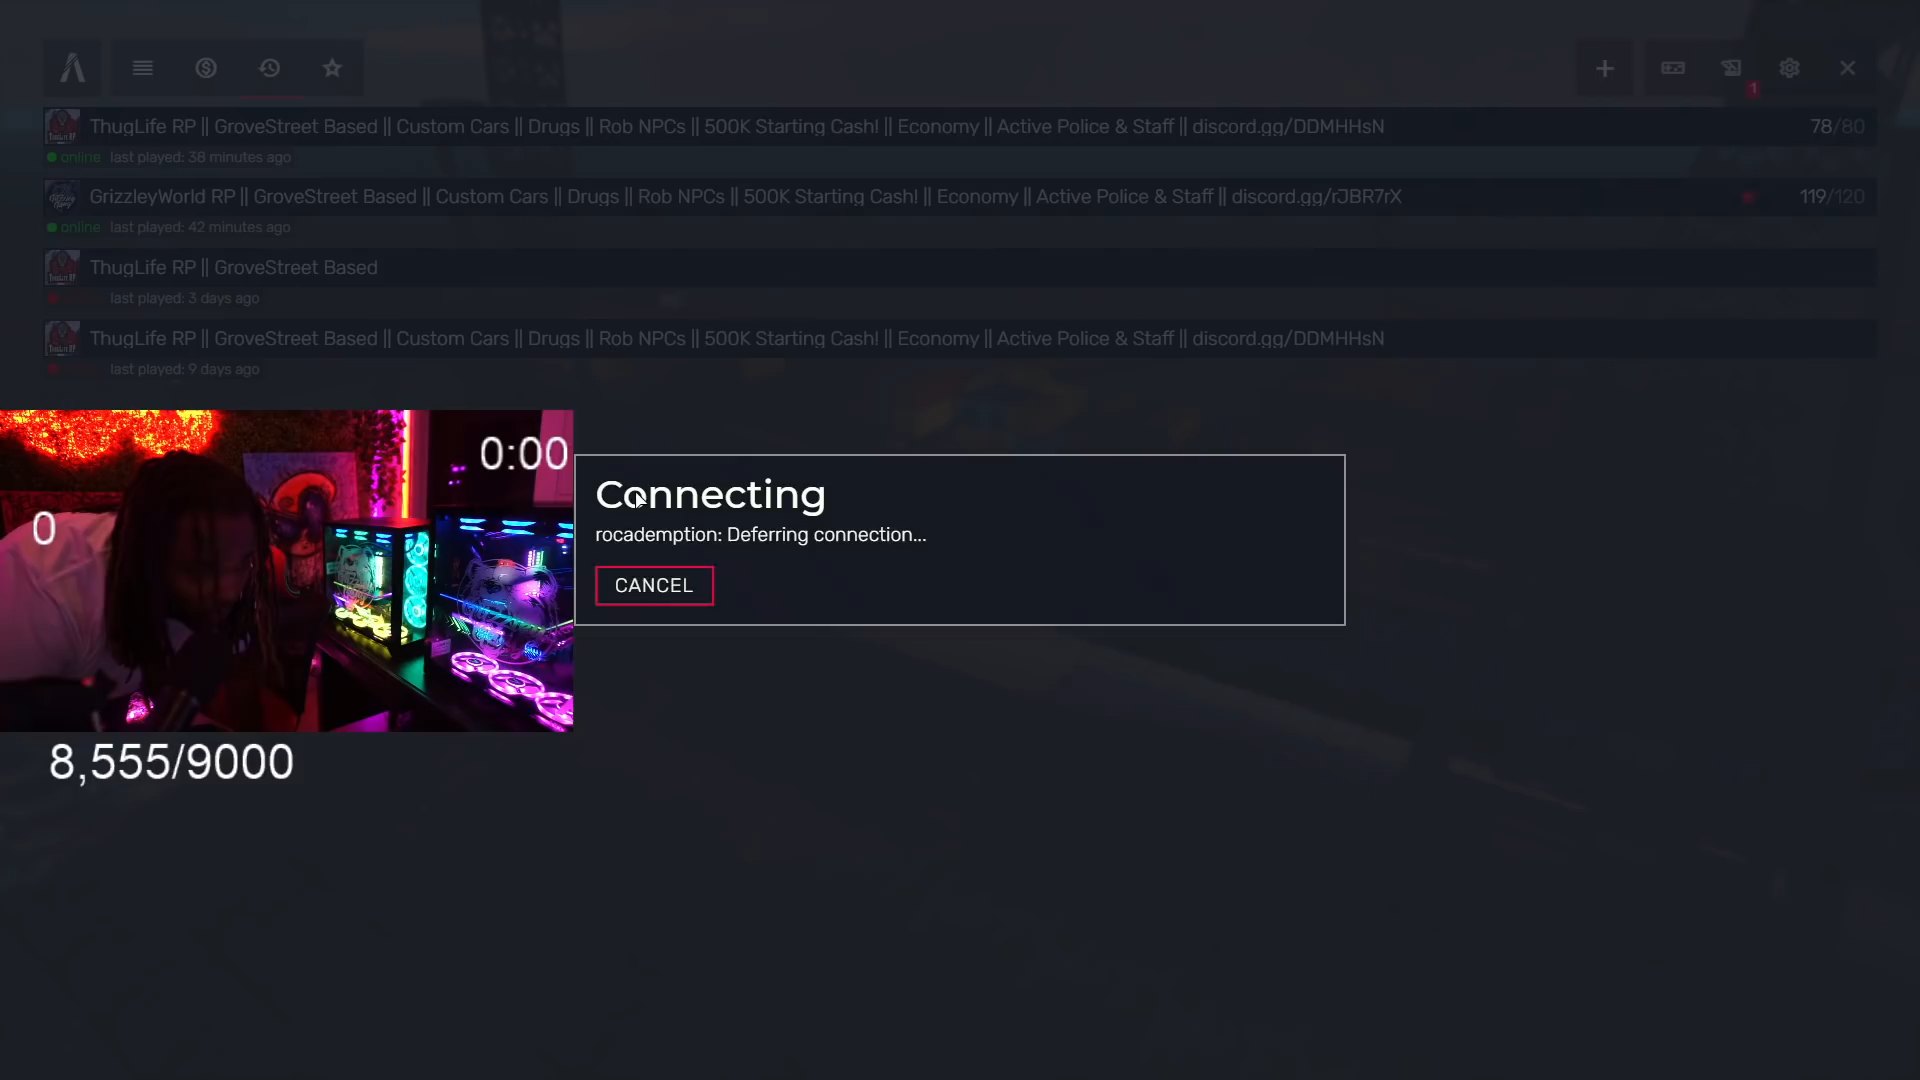 1
ThugLife RP || GroveStreet Based || Custom Cars || Drugs || Rob NPCs || 500K Starting Cash! || Economy || Active Police & Staff || discord.gg/DDMHHsN 78/80
online last played: 38 minutes ago
GrizzleyWorld RP || GroveStreet Based || Custom Cars || Drugs || Rob NPCs || 500K Starting Cash! || Economy || Active Police & Staff || discord.gg/rJBR7rX 119/120
online last played: 42 minutes ago
ThugLife RP || GroveStreet Based
last played: 3 days ago
ThugLife RP || GroveStreet Based || Custom Cars || Drugs || Rob NPCs || 500K Starting Cash! || Economy || Active Police & Staff || discord.gg/DDMHHsN
last played: 9 days ago
0:00
0
Connecting
rocademption: Deferring connection...
CANCEL
8,555/9000